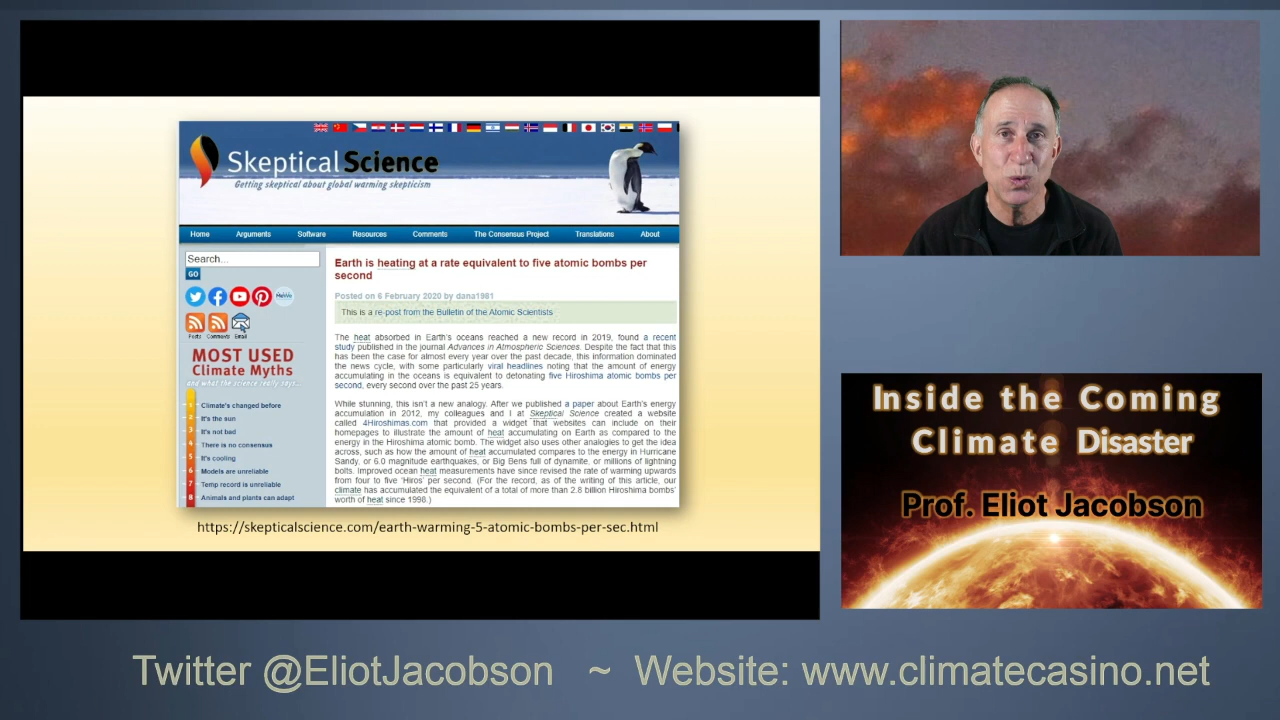 Skeptical Science
Getting skeptical about global warming skepticism
Home Arguments Software Resources Comments The Consensus Project Translations About
Search...
GO
Posts Comments Email
MOST USED
Climate Myths
and what the science really says...
1 Climate's changed before
2 It's the sun
3 It's not bad
4 There is no consensus
5 It's cooling
6 Models are unreliable
7 Temp record is unreliable
8 Animals and plants can adapt
Earth is heating at a rate equivalent to five atomic bombs per
second
Posted on 6 February 2020 by dana1981
This is a re-post from the Bulletin of the Atomic Scientists
The heat absorbed in Earth's oceans reached a new record in 2019, found a recent
study published in the journal Advances in Atmospheric Sciences. Despite the fact that this
has been the case for almost every year over the past decade, this information dominated
the news cycle, with some particularly viral headlines noting that the amount of energy
accumulating in the oceans is equivalent to detonating five Hiroshima atomic bombs per
second, every second over the past 25 years.
While stunning, this isn't a new analogy. After we published a paper about Earth's energy
accumulation in 2012, my colleagues and I at Skeptical Science created a website
called 4Hiroshimas.com that provided a widget that websites can include on their
homepages to illustrate the amount of heat accumulating on Earth as compared to the
energy in the Hiroshima atomic bomb. The widget also uses other analogies to get the idea
across, such as how the amount of heat accumulated compares to the energy in Hurricane
Sandy, or 6.0 magnitude earthquakes, or Big Bens full of dynamite, or millions of lightning
bolts. Improved ocean heat measurements have since revised the rate of warming upwards
from four to five 'Hiros' per second. (For the record, as of the writing of this article, our
climate has accumulated the equivalent of a total of more than 2.8 billion Hiroshima bombs'
worth of heat since 1998.)
https://skepticalscience.com/earth-warming-5-atomic-bombs-per-sec.html
Inside the Coming
Climate Disaster
Prof. Eliot Jacobson
Twitter @EliotJacobson ~ Website: www.climatecasino.net